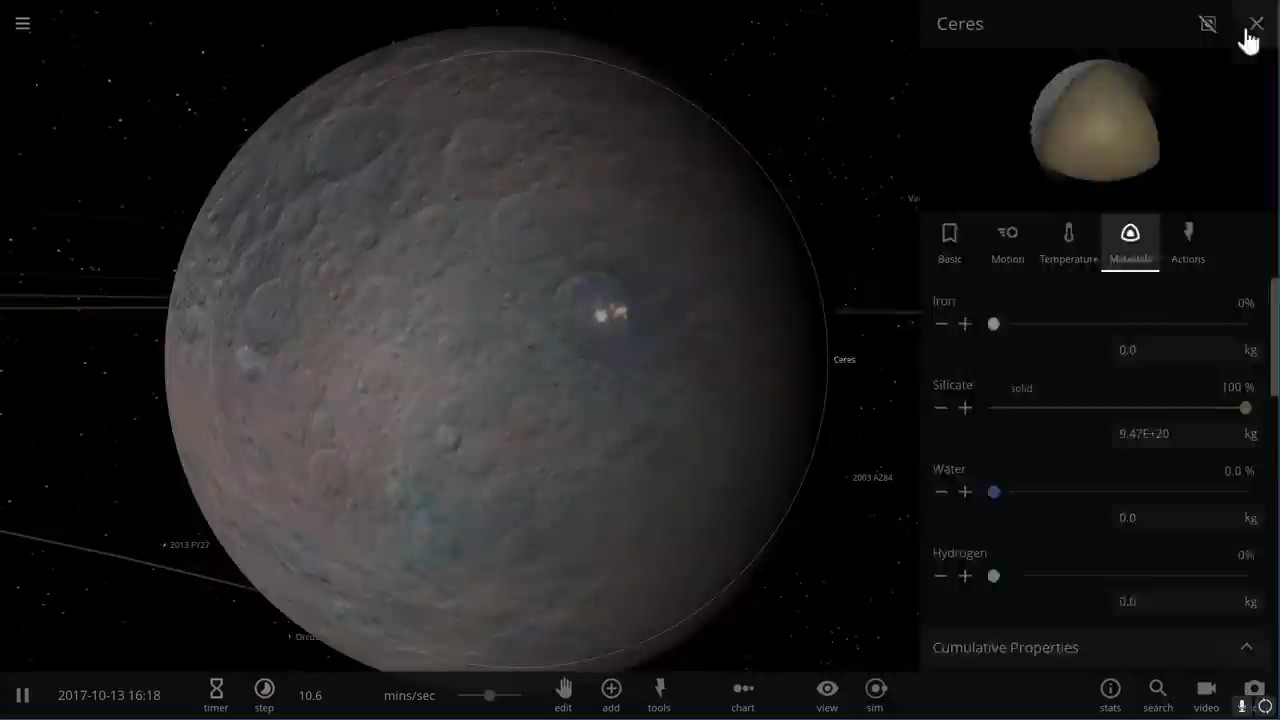 Ceres
Basic
Motion
Temperature
Materials
Actions
Iron
0%
0.0
kg
Silicate
solid
100 %
9.47E+20
kg
Water
0.0 %
0.0
kg
Hydrogen
0%
0.0
kg
Cumulative Properties
Ceres
2003 AZ84
2013 FY27
2017-10-13 16:18
timer
step
10.6
mins/sec
edit
add
tools
chart
view
sim
stats
search
video